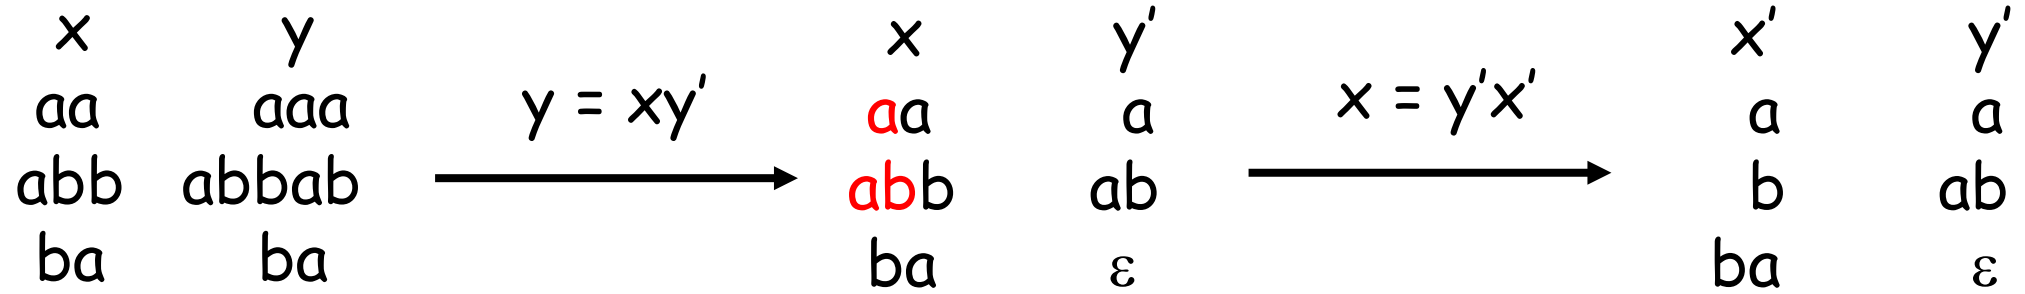 x y
aa aaa
abb abbab
ba ba
y = xy'
x y'
aa a
abb ab
ba ε
x = y'x'
x' y'
a a
b ab
ba ε